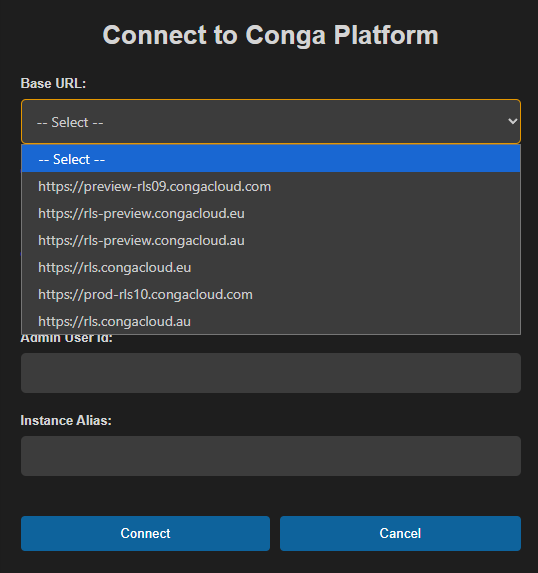 Connect to Conga Platform
Base URL:
-- Select --
-- Select --
https://preview-rls09.congacloud.com
https://rls-preview.congacloud.eu
https://rls-preview.congacloud.au
https://rls.congacloud.eu
https://prod-rls10.congacloud.com
https://rls.congacloud.au
Admin User Id:
Instance Alias:
Connect
Cancel